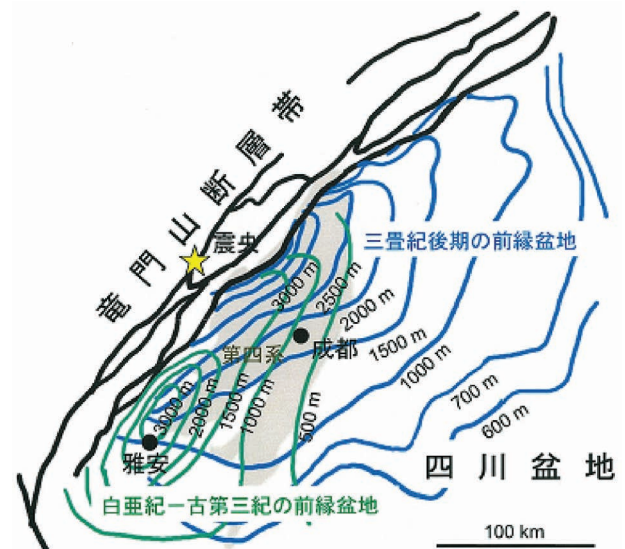 竜門山断層帯
震央
三畳紀後期の前縁盆地
3000 m
2500 m
2000 m
第四系
成都
1500 m
1000 m
700 m
600 m
3000 m
2000 m
1500 m
1000 m
500 m
雅安
四川盆地
白亜紀－古第三紀の前縁盆地
100 km